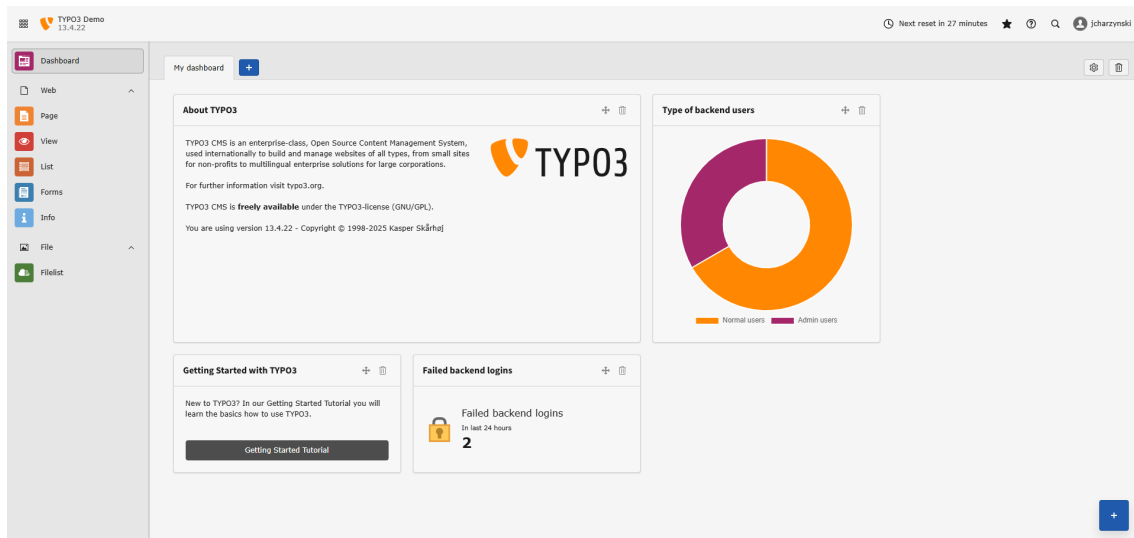 TYPO3 Demo
13.4.22
Next reset in 27 minutes
jcharzynski
Dashboard
Web
Page
View
List
Forms
Info
File
Filelist
My dashboard
+
About TYPO3
TYPO3 CMS is an enterprise-class, Open Source Content Management System,
used internationally to build and manage websites of all types, from small sites
for non-profits to multilingual enterprise solutions for large corporations.
For further information visit typo3.org.
TYPO3 CMS is freely available under the TYPO3-license (GNU/GPL).
You are using version 13.4.22 - Copyright © 1998-2025 Kasper Skårhøj
TYPO3
Type of backend users
Normal users
Admin users
Getting Started with TYPO3
New to TYPO3? In our Getting Started Tutorial you will
learn the basics how to use TYPO3.
Getting Started Tutorial
Failed backend logins
Failed backend logins
In last 24 hours
2
+